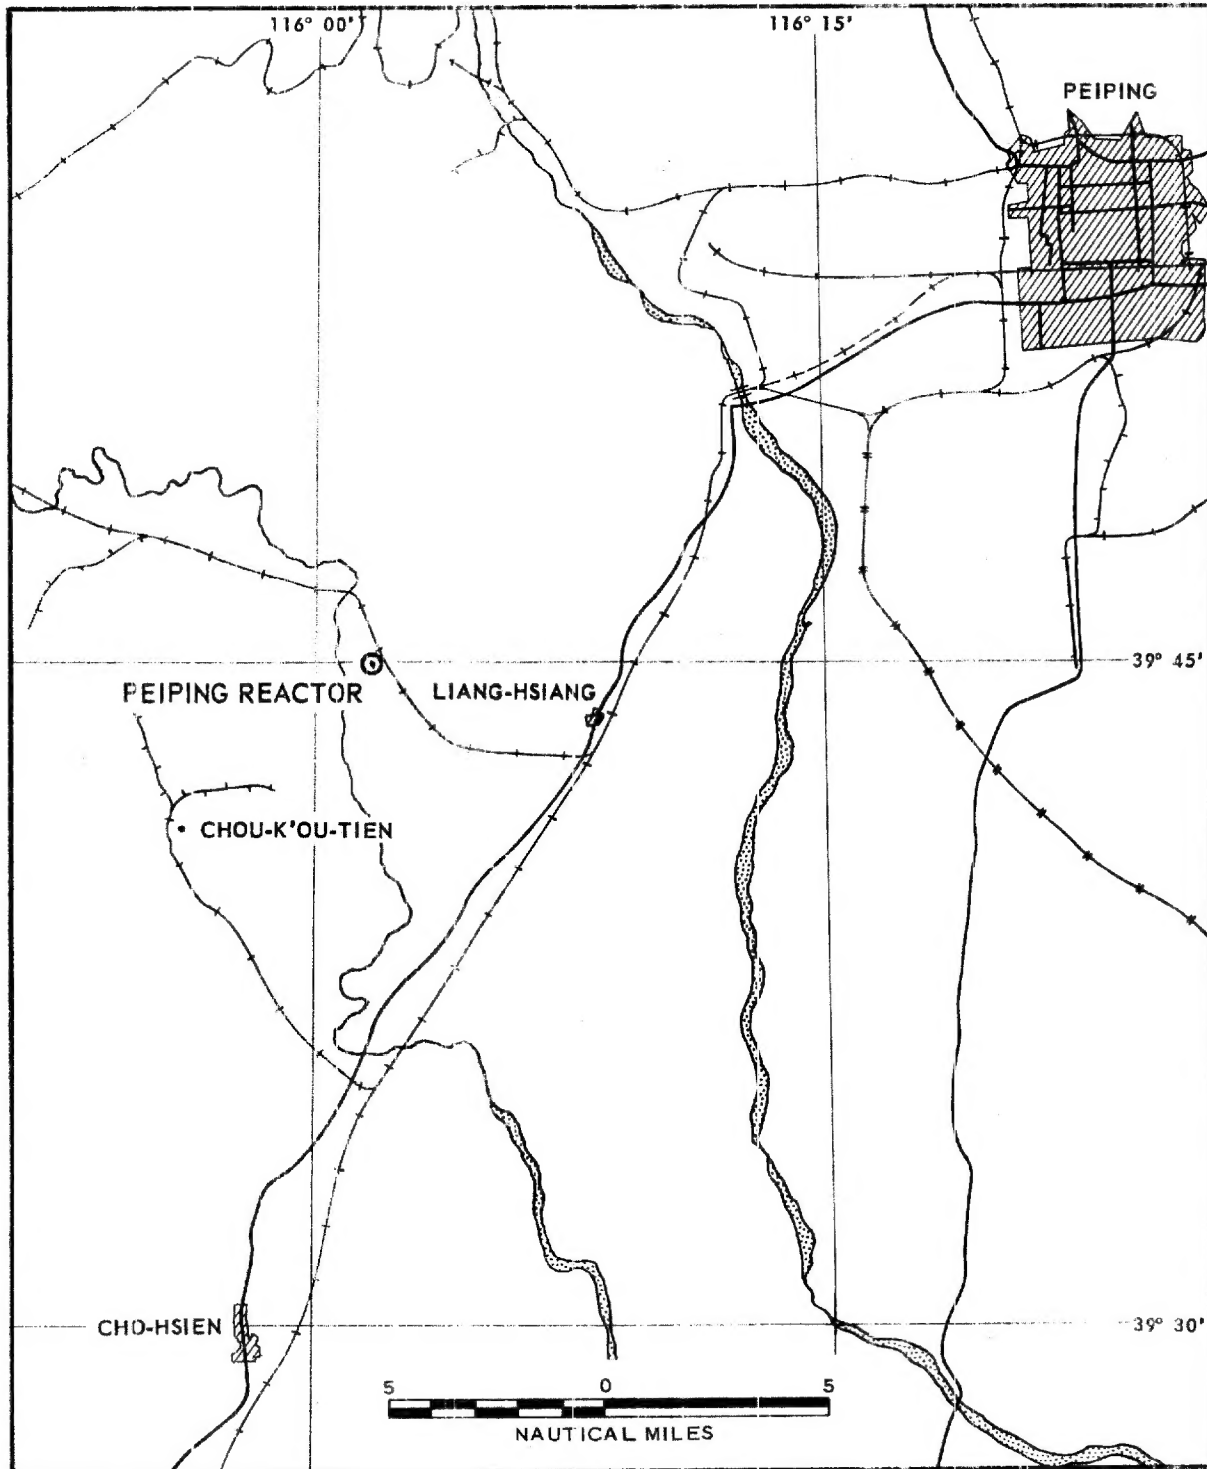 116° 00'
116° 15'
PEIPING
39° 45'
PEIPING REACTOR
LIANG-HSIANG
CHOU-K'OU-TIEN
CHO-HSIEN
39° 30'
5 0 5
NAUTICAL MILES